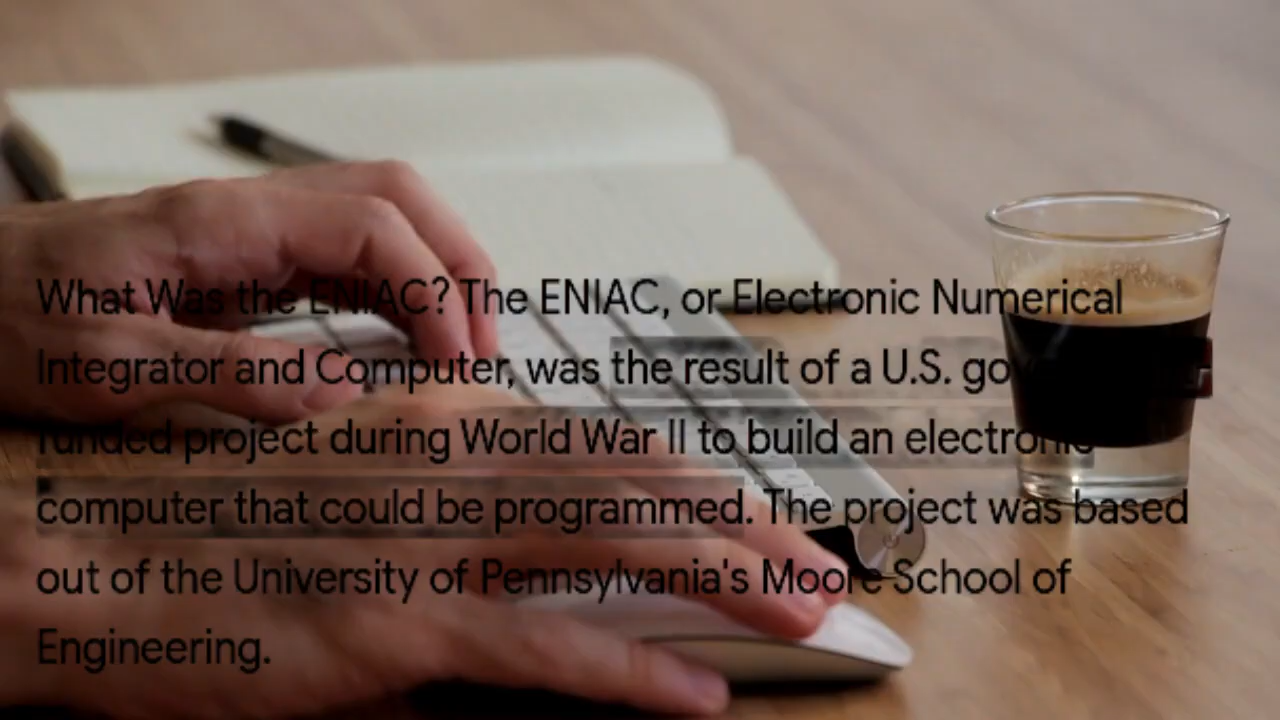 What Was the ENIAC? The ENIAC, or Electronic Numerical
Integrator and Computer, was the result of a U.S.
funded project during World War II to build an electronic
computer that could be programmed. The project was based
out of the University of Pennsylvania's Moore School of
Engineering.